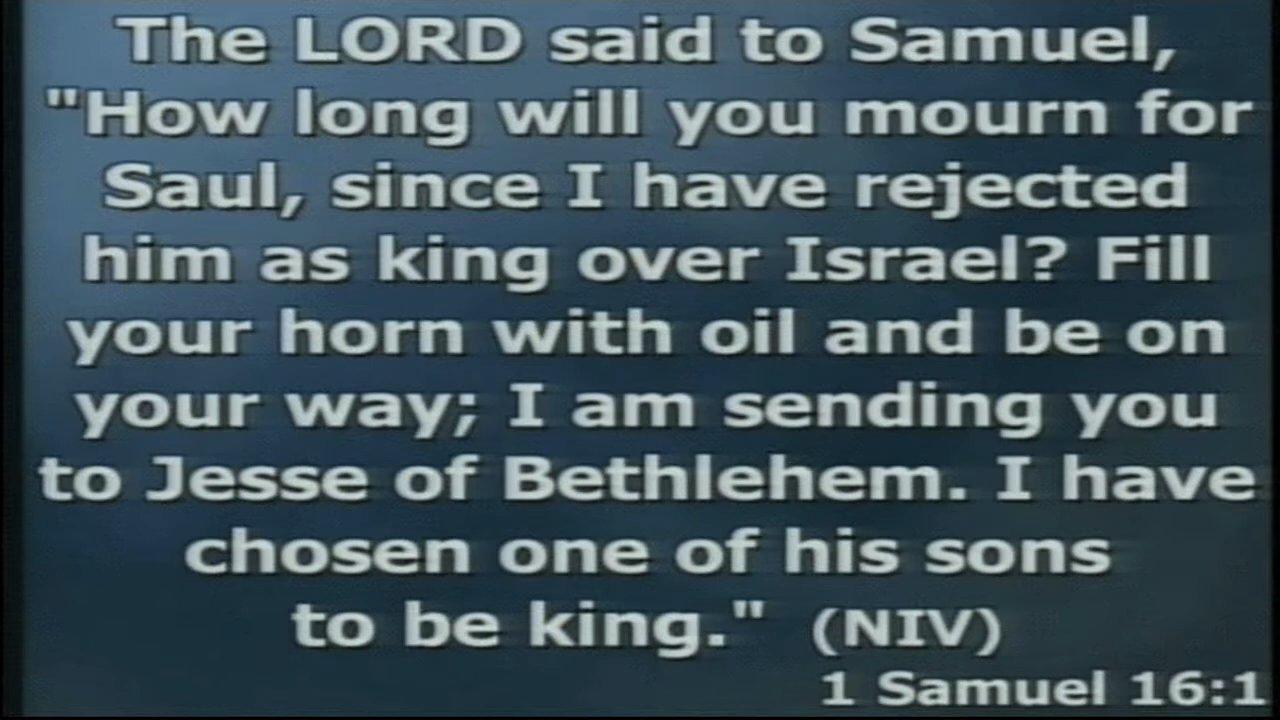 The LORD said to Samuel,
"How long will you mourn for
Saul, since I have rejected
him as king over Israel? Fill
your horn with oil and be on
your way; I am sending you
to Jesse of Bethlehem. I have
chosen one of his sons
to be king." (NIV)
1 Samuel 16:1